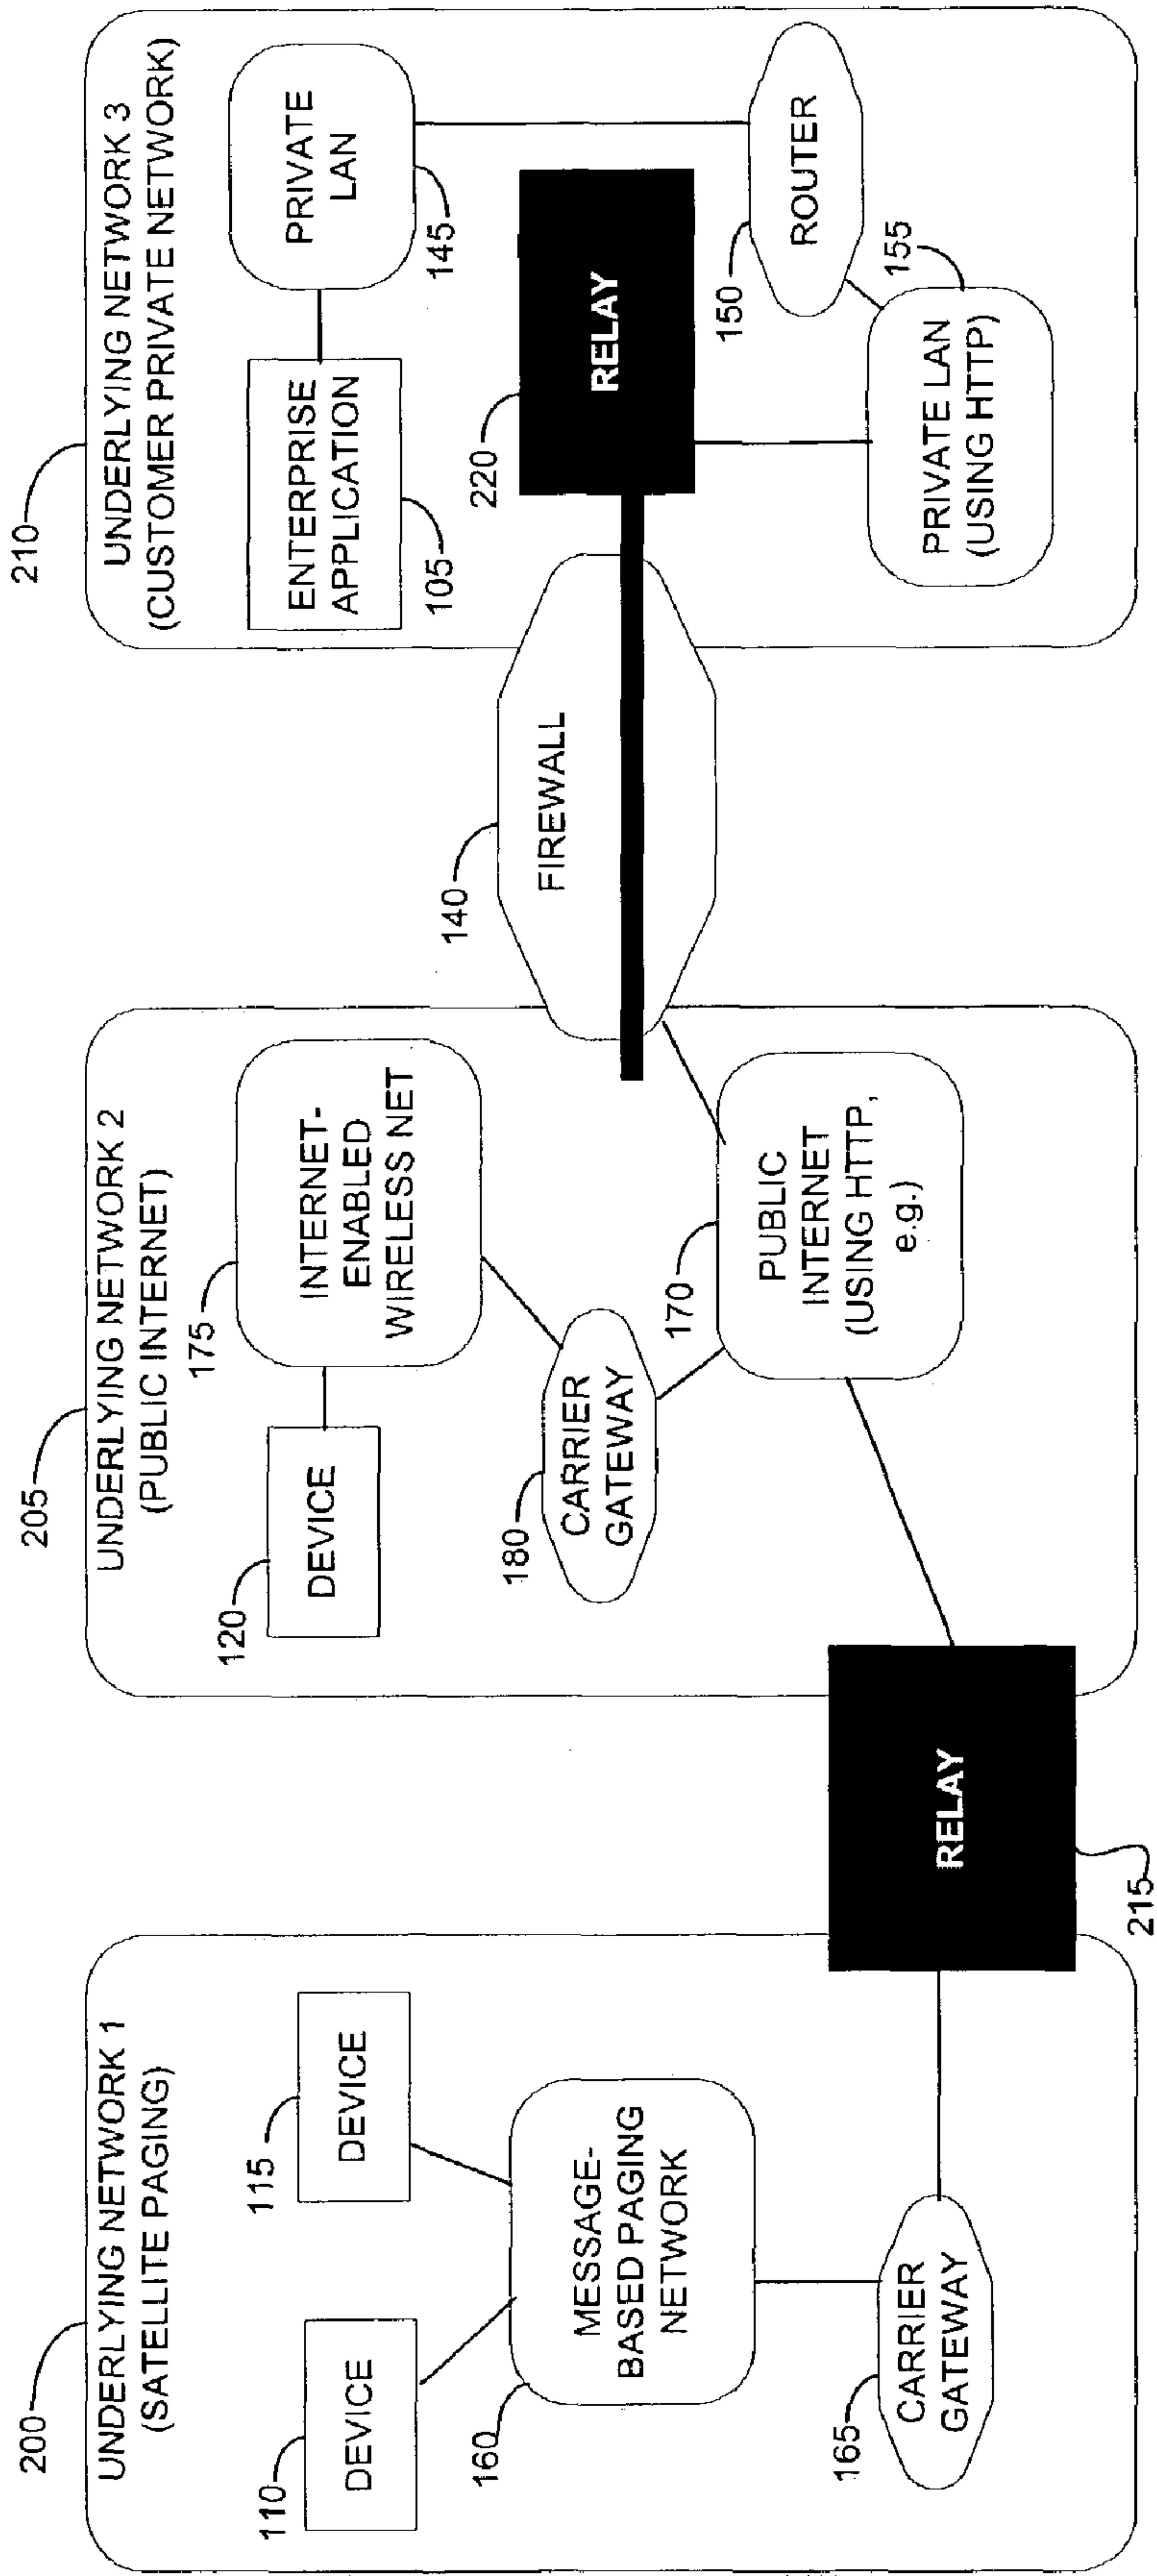 200
UNDERLYING NETWORK 1
(SATELLITE PAGING)
110
DEVICE
115
DEVICE
160
MESSAGE-
BASED PAGING
NETWORK
165
CARRIER
GATEWAY
RELAY
215
205
UNDERLYING NETWORK 2
(PUBLIC INTERNET)
120
DEVICE
175
INTERNET-
ENABLED
WIRELESS NET
180
CARRIER
GATEWAY
170
PUBLIC
INTERNET
(USING HTTP,
e.g.)
140
FIREWALL
210
UNDERLYING NETWORK 3
(CUSTOMER PRIVATE NETWORK)
ENTERPRISE
APPLICATION
105
PRIVATE
LAN
145
220
RELAY
150
ROUTER
155
PRIVATE LAN
(USING HTTP)